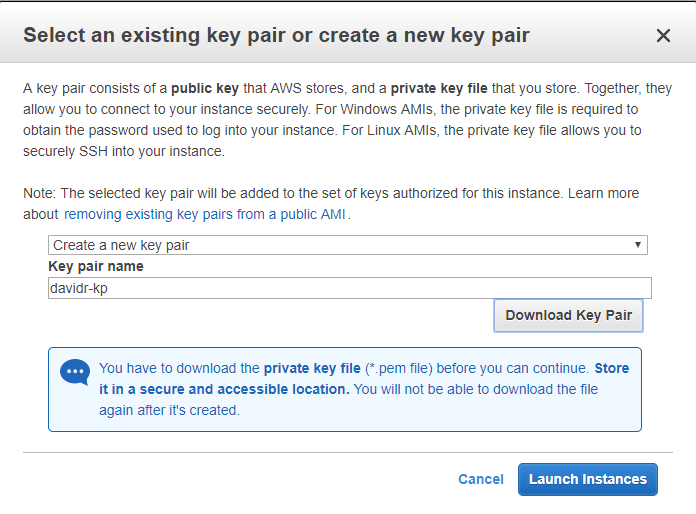 Select an existing key pair or create a new key pair
A key pair consists of a public key that AWS stores, and a private key file that you store. Together, they
allow you to connect to your instance securely. For Windows AMIs, the private key file is required to
obtain the password used to log into your instance. For Linux AMIs, the private key file allows you to
securely SSH into your instance.
Note: The selected key pair will be added to the set of keys authorized for this instance. Learn more
about removing existing key pairs from a public AMI.
Create a new key pair
Key pair name
davidr-kp
Download Key Pair
You have to download the private key file (*.pem file) before you can continue. Store
it in a secure and accessible location. You will not be able to download the file
again after it's created.
Cancel Launch Instances